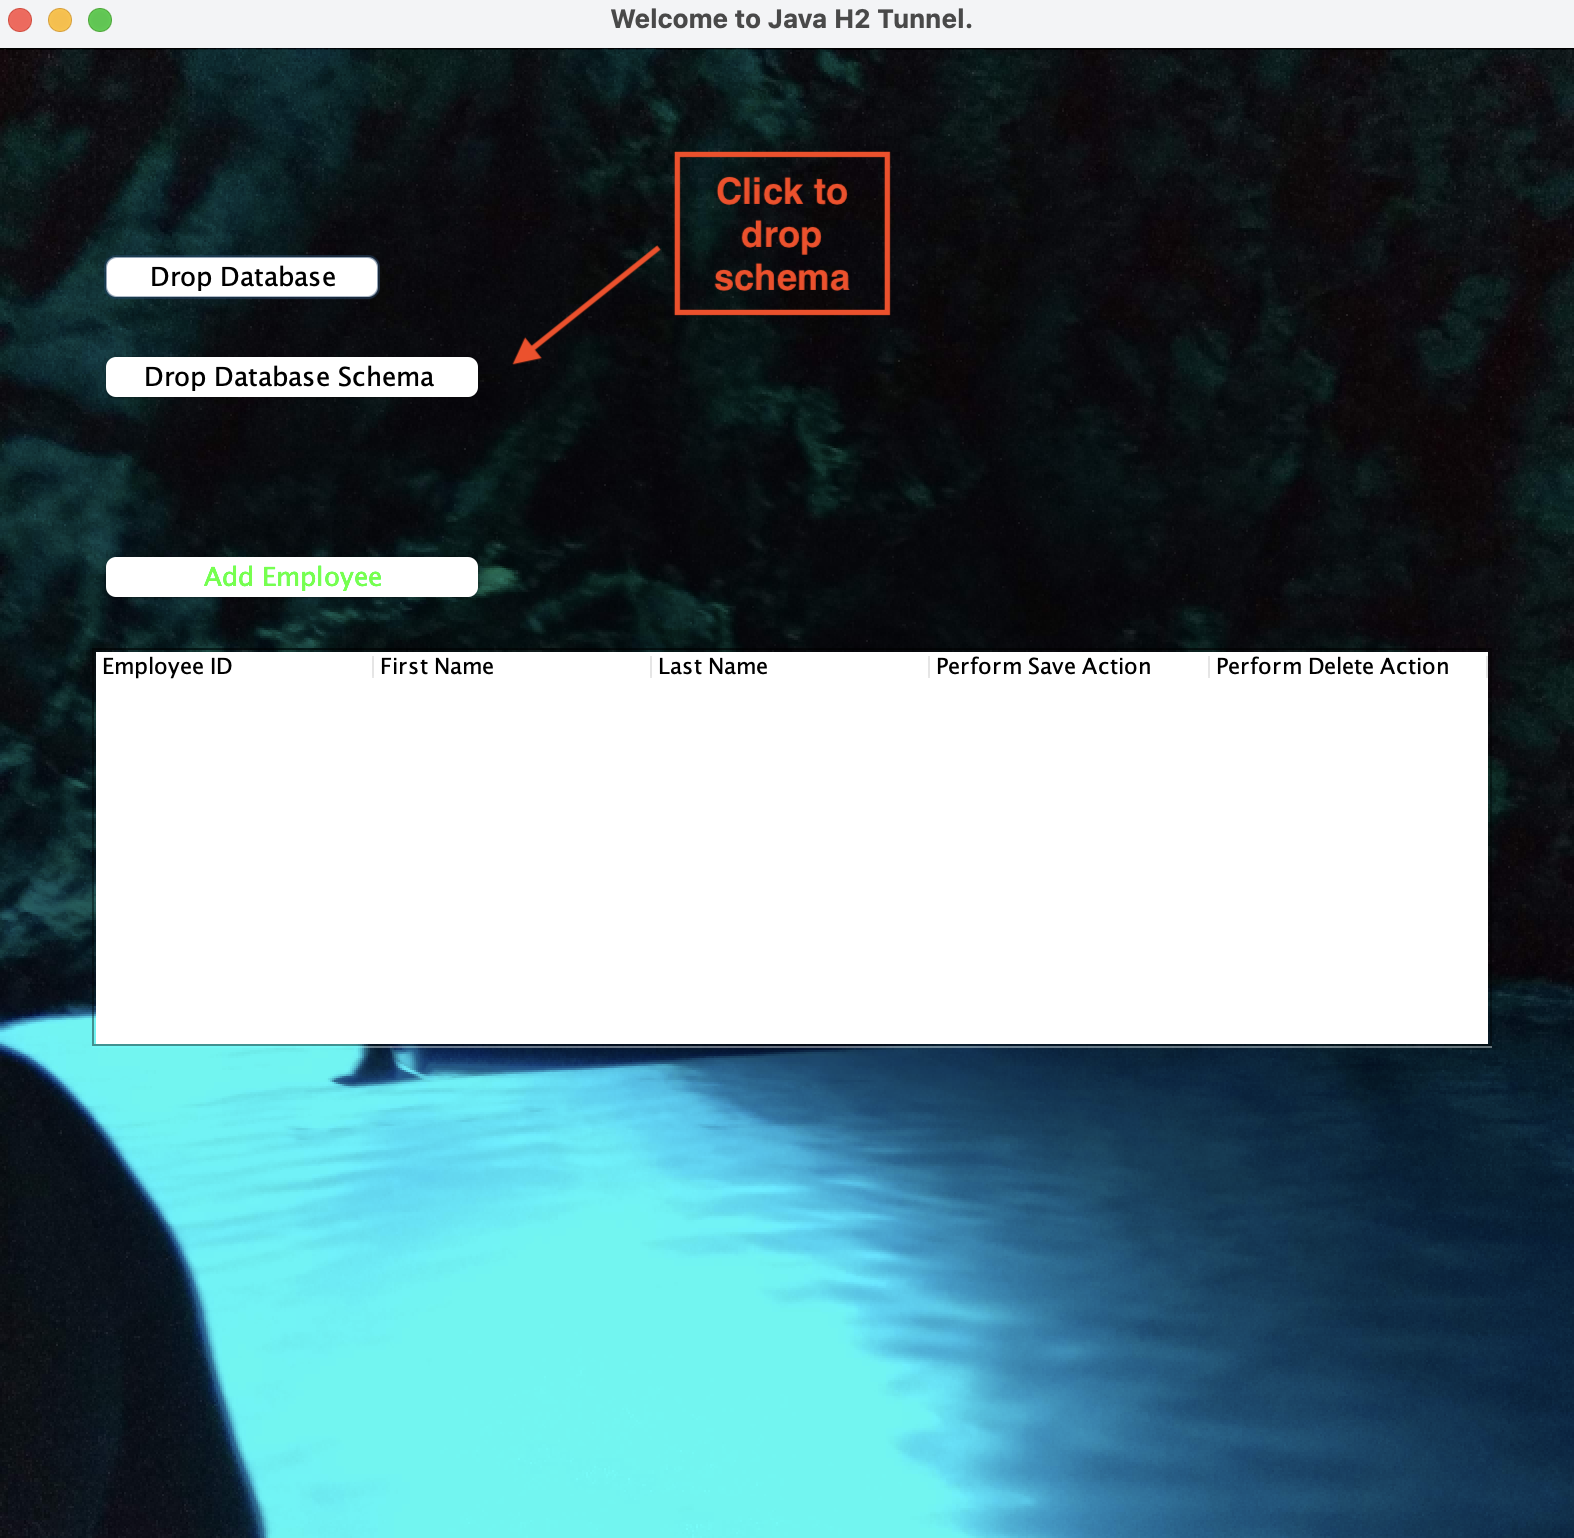 Welcome to Java H2 Tunnel.
Click to
drop
schema
Drop Database
Drop Database Schema
Add Employee
Employee ID First Name Last Name Perform Save Action Perform Delete Action